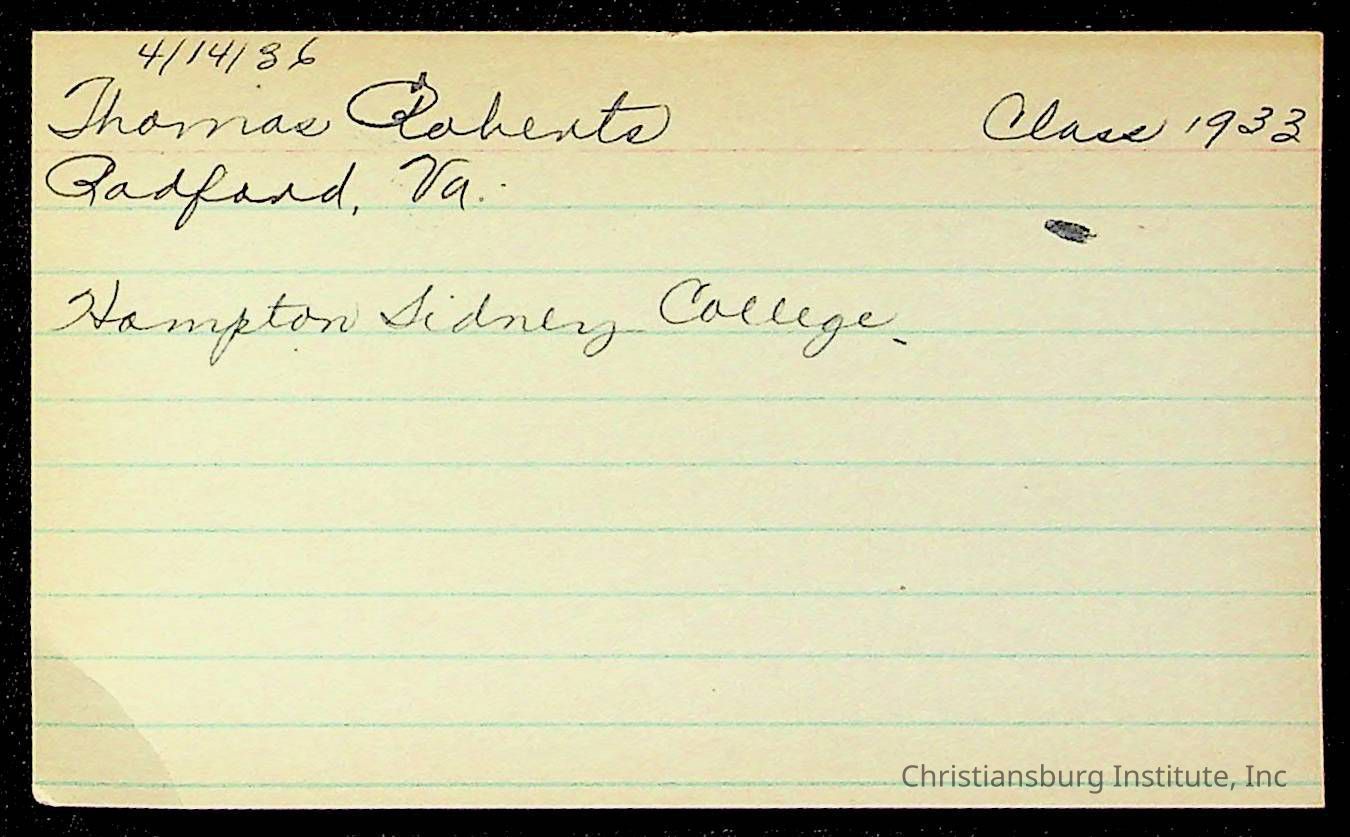 4/14/36
Thomas Roberts Class 1933
Radford, Va.
Hampton Sidney College.
Christiansburg Institute, Inc